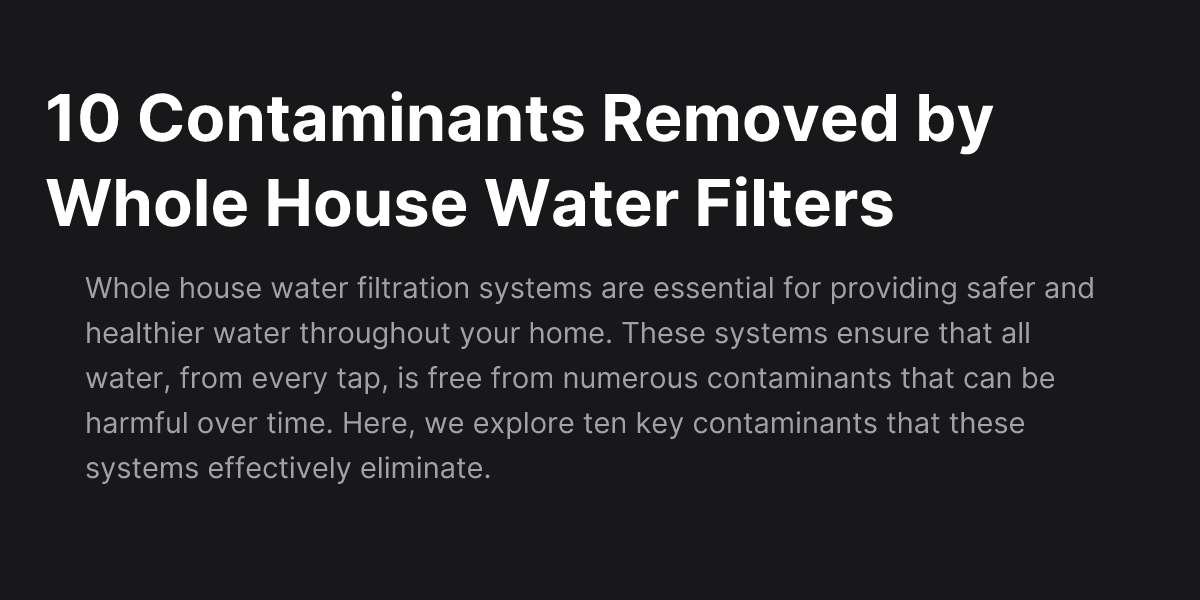 10 Contaminants Removed by
Whole House Water Filters
Whole house water filtration systems are essential for providing safer and
healthier water throughout your home. These systems ensure that all
water, from every tap, is free from numerous contaminants that can be
harmful over time. Here, we explore ten key contaminants that these
systems effectively eliminate.